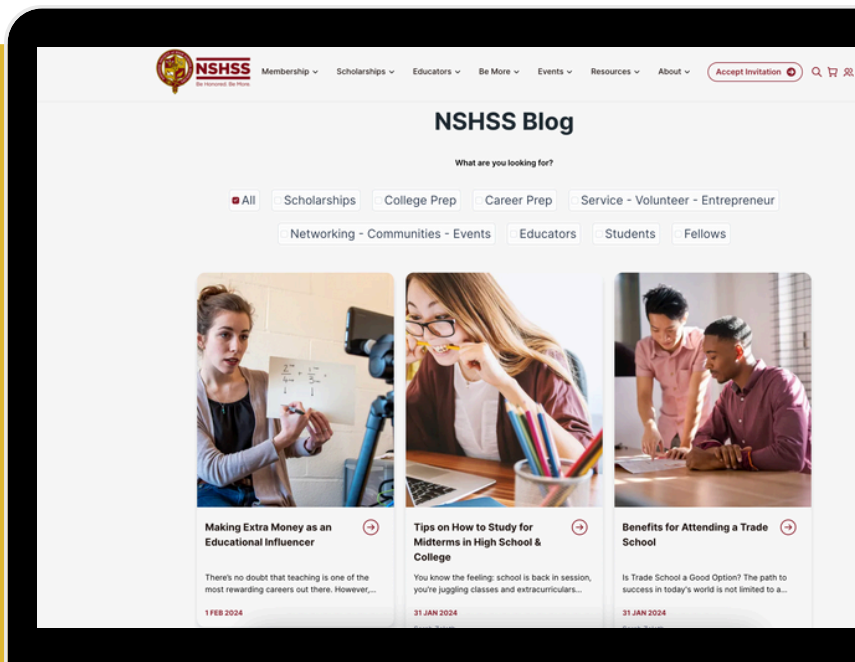 NSHSS
Be Honored. Be More.
Membership
Scholarships
Educators
Be More
Events
Resources
About
Accept Invitation
NSHSS Blog
What are you looking for?
All
Scholarships
College Prep
Career Prep
Service - Volunteer - Entrepreneur
Networking - Communities - Events
Educators
Students
Fellows
Making Extra Money as an
Educational Influencer
There's no doubt that teaching is one of the
most rewarding careers out there. However,...
1 FEB 2024
Tips on How to Study for
Midterms in High School &
College
You know the feeling: school is back in session,
you're juggling classes and extracurriculars...
31 JAN 2024
Benefits for Attending a Trade
School
Is Trade School a Good Option? The path to
success in today's world is not limited to a...
31 JAN 2024